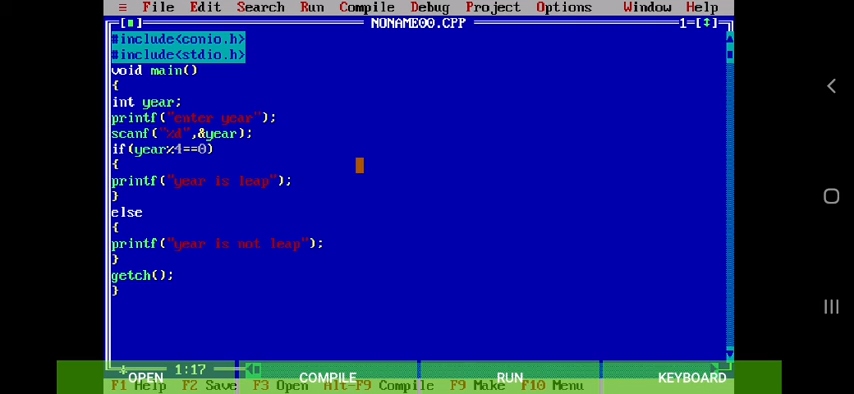 ≡ File Edit Search Run Compile Debug Project Options Window Help
[■] NONAME00.CPP 1=[↕]
#include<conio.h>
#include<stdio.h>
void main()
{
int year;
printf("enter year");
scanf("%d",&year);
if(year%4==0)
{
printf("year is leap");
}
else
{
printf("year is not leap");
}
getch();
}
1:17
OPEN COMPILE RUN KEYBOARD
F1 Help F2 Save F3 Open Alt-F9 Compile F9 Make F10 Menu